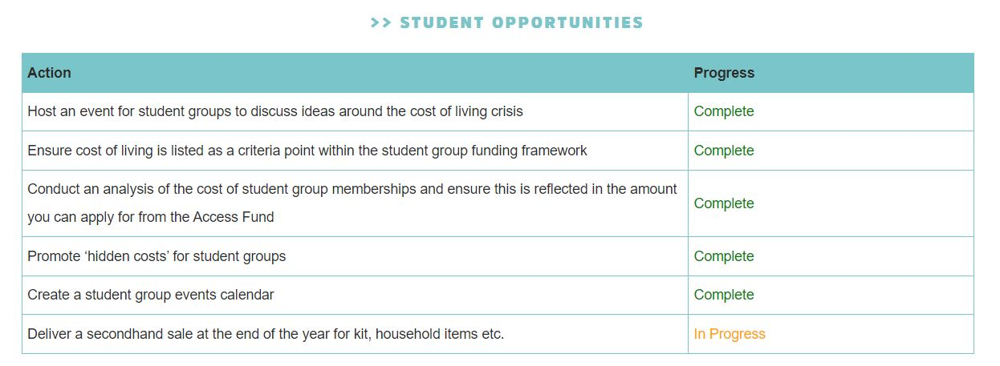 >> STUDENT OPPORTUNITIES
Action Progress
Host an event for student groups to discuss ideas around the cost of living crisis Complete
Ensure cost of living is listed as a criteria point within the student group funding framework Complete
Conduct an analysis of the cost of student group memberships and ensure this is reflected in the amount
you can apply for from the Access Fund
Complete
Promote ‘hidden costs’ for student groups Complete
Create a student group events calendar Complete
Deliver a secondhand sale at the end of the year for kit, household items etc. In Progress